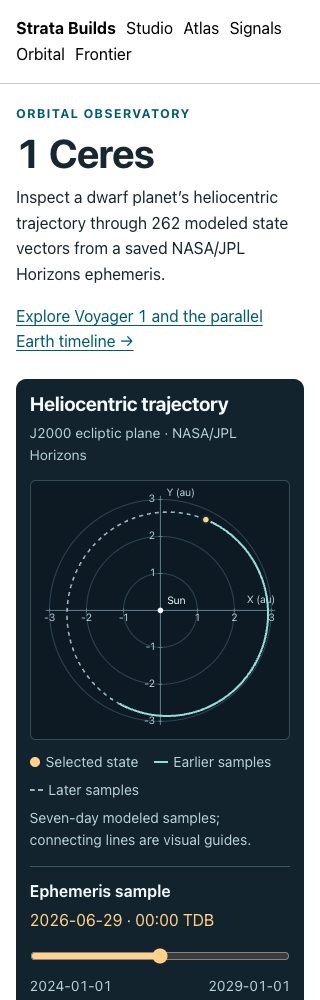 Strata Builds Studio Atlas Signals
Orbital Frontier
ORBITAL OBSERVATORY
1 Ceres
Inspect a dwarf planet’s heliocentric
trajectory through 262 modeled state
vectors from a saved NASA/JPL
Horizons ephemeris.
Explore Voyager 1 and the parallel
Earth timeline →
Heliocentric trajectory
J2000 ecliptic plane · NASA/JPL
Horizons
Y (au)
3
2
1
Sun
X (au)
-3 -2 -1 1 2 3
-1
-2
-3
Selected state Earlier samples
Later samples
Seven-day modeled samples;
connecting lines are visual guides.
Ephemeris sample
2026-06-29 · 00:00 TDB
2024-01-01 2029-01-01